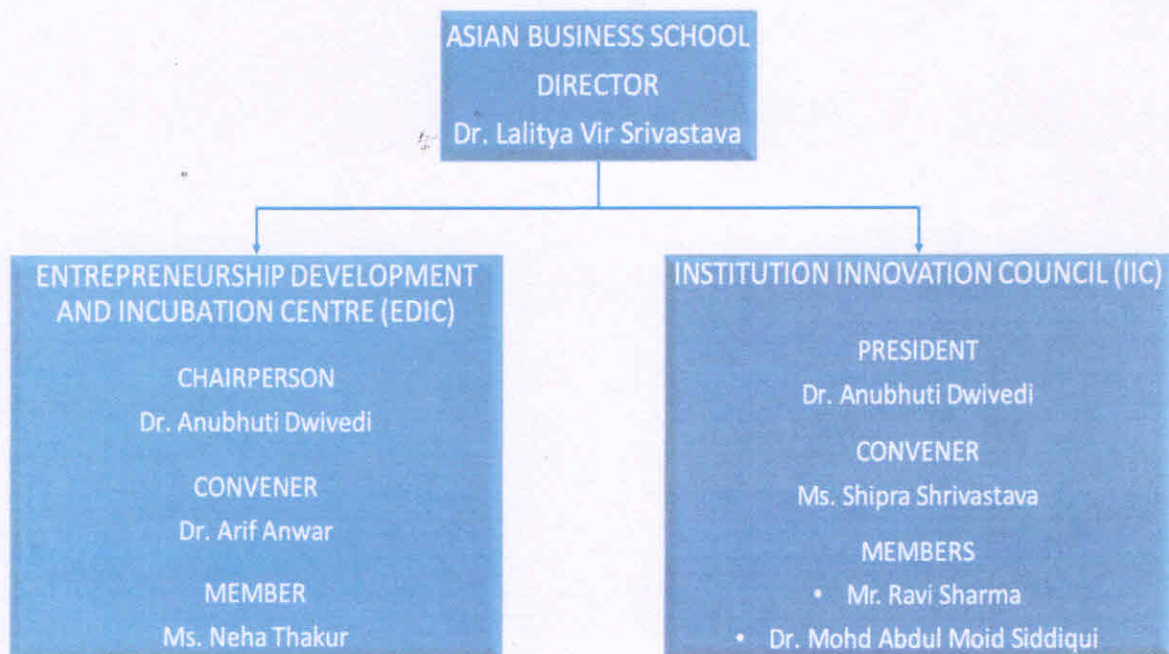 ASIAN BUSINESS SCHOOL
DIRECTOR
Dr. Lalitya Vir Srivastava
ENTREPRENEURSHIP DEVELOPMENT
AND INCUBATION CENTRE (EDIC)
CHAIRPERSON
Dr. Anubhuti Dwivedi
CONVENER
Dr. Arif Anwar
MEMBER
Ms. Neha Thakur
INSTITUTION INNOVATION COUNCIL (IIC)
PRESIDENT
Dr. Anubhuti Dwivedi
CONVENER
Ms. Shipra Shrivastava
MEMBERS
• Mr. Ravi Sharma
• Dr. Mohd Abdul Moid Siddiqui